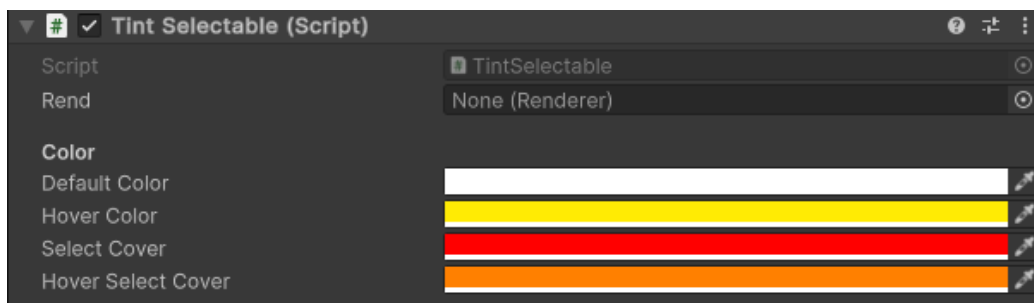 # Tint Selectable (Script)
Script # TintSelectable
Rend None (Renderer)
Color
Default Color
Hover Color
Select Cover
Hover Select Cover